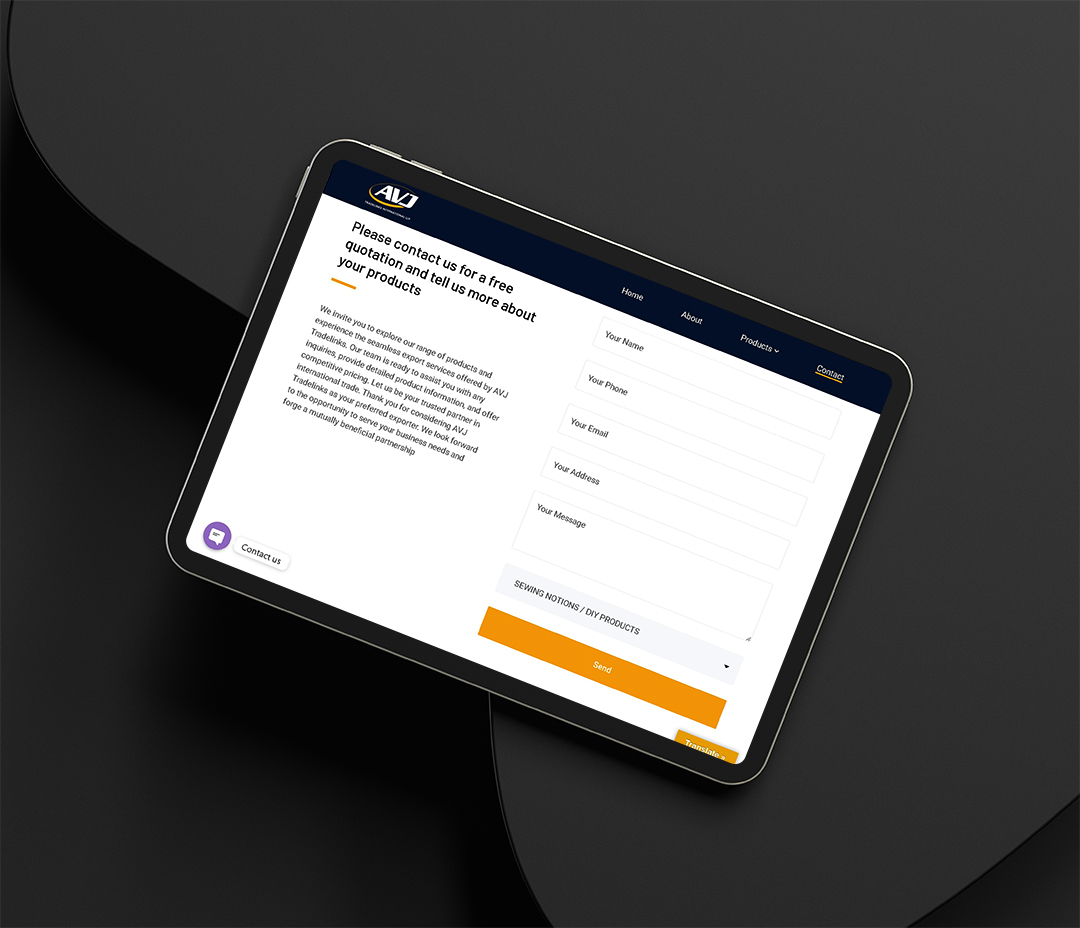 AVJ
TRADELINKS INTERNATIONAL LLP
Home
About
Products
Contact
Please contact us for a free
quotation and tell us more about
your products
We invite you to explore our range of products and
experience the seamless export services offered by AVJ
Tradelinks. Our team is ready to assist you with any
inquiries, provide detailed product information, and offer
competitive pricing. Let us be your trusted partner in
international trade. Thank you for considering AVJ
Tradelinks as your preferred exporter. We look forward
to the opportunity to serve your business needs and
forge a mutually beneficial partnership
Your Name
Your Phone
Your Email
Your Address
Your Message
SEWING NOTIONS / DIY PRODUCTS
Send
Contact us
Translate »